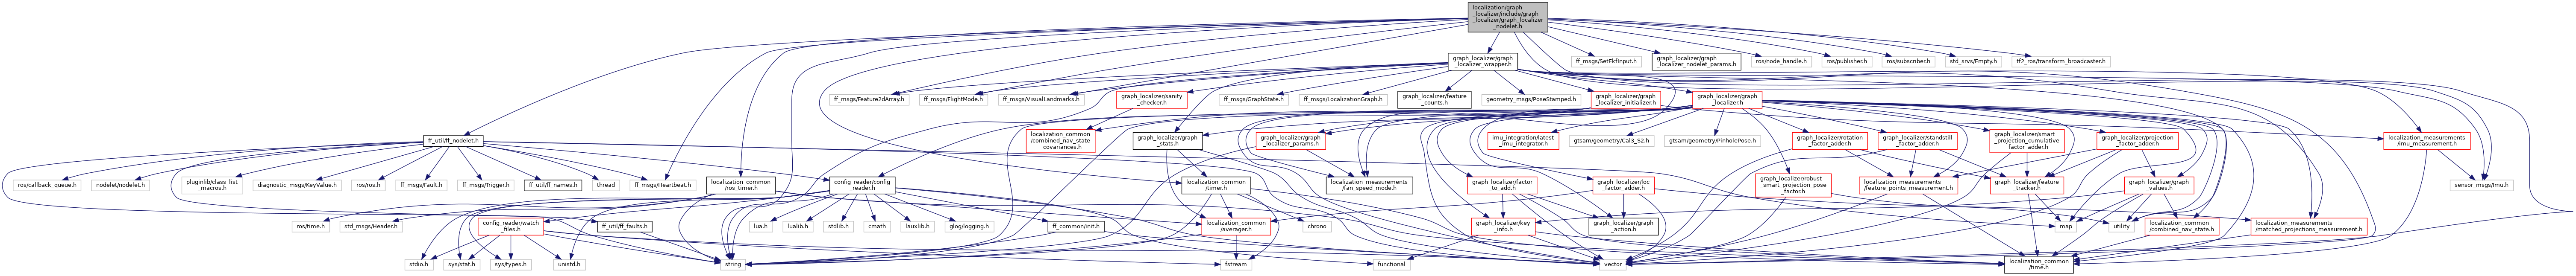 localization/graph
_localizer/include/graph
_localizer/graph_localizer
_nodelet.h
graph_localizer/graph
_localizer_wrapper.h
ff_msgs/SetEkfInput.h
graph_localizer/graph
_localizer_nodelet_params.h
ros/node_handle.h
ros/publisher.h
ros/subscriber.h
std_srvs/Empty.h
tf2_ros/transform_broadcaster.h
ff_msgs/Feature2dArray.h
ff_msgs/FlightMode.h
ff_msgs/VisualLandmarks.h
graph_localizer/sanity
_checker.h
ff_msgs/GraphState.h
ff_msgs/LocalizationGraph.h
graph_localizer/feature
_counts.h
geometry_msgs/PoseStamped.h
graph_localizer/graph
_localizer_initializer.h
graph_localizer/graph
_localizer.h
ff_util/ff_nodelet.h
localization_common
/combined_nav_state
_covariances.h
graph_localizer/graph
_stats.h
graph_localizer/graph
_localizer_params.h
imu_integration/latest
_imu_integrator.h
gtsam/geometry/Cal3_S2.h
gtsam/geometry/PinholePose.h
graph_localizer/rotation
_factor_adder.h
graph_localizer/standstill
_factor_adder.h
graph_localizer/smart
_projection_cumulative
_factor_adder.h
graph_localizer/projection
_factor_adder.h
localization_measurements
/imu_measurement.h
ros/callback_queue.h
nodelet/nodelet.h
pluginlib/class_list
_macros.h
diagnostic_msgs/KeyValue.h
ros/ros.h
ff_msgs/Fault.h
ff_msgs/Trigger.h
ff_util/ff_names.h
thread
ff_msgs/Heartbeat.h
localization_common
/ros_timer.h
config_reader/config
_reader.h
localization_common
/timer.h
localization_measurements
/fan_speed_mode.h
graph_localizer/factor
_to_add.h
graph_localizer/loc
_factor_adder.h
graph_localizer/robust
_smart_projection_pose
_factor.h
localization_measurements
/feature_points_measurement.h
graph_localizer/feature
_tracker.h
graph_localizer/graph
_values.h
sensor_msgs/Imu.h
ros/time.h
std_msgs/Header.h
config_reader/watch
_files.h
ff_util/ff_faults.h
lua.h
lualib.h
stdlib.h
cmath
lauxlib.h
glog/logging.h
ff_common/init.h
localization_common
/averager.h
chrono
graph_localizer/key
_info.h
graph_localizer/graph
_action.h
map
utility
localization_common
/combined_nav_state.h
localization_measurements
/matched_projections_measurement.h
stdio.h
sys/stat.h
sys/types.h
unistd.h
string
fstream
functional
vector
localization_common
/time.h